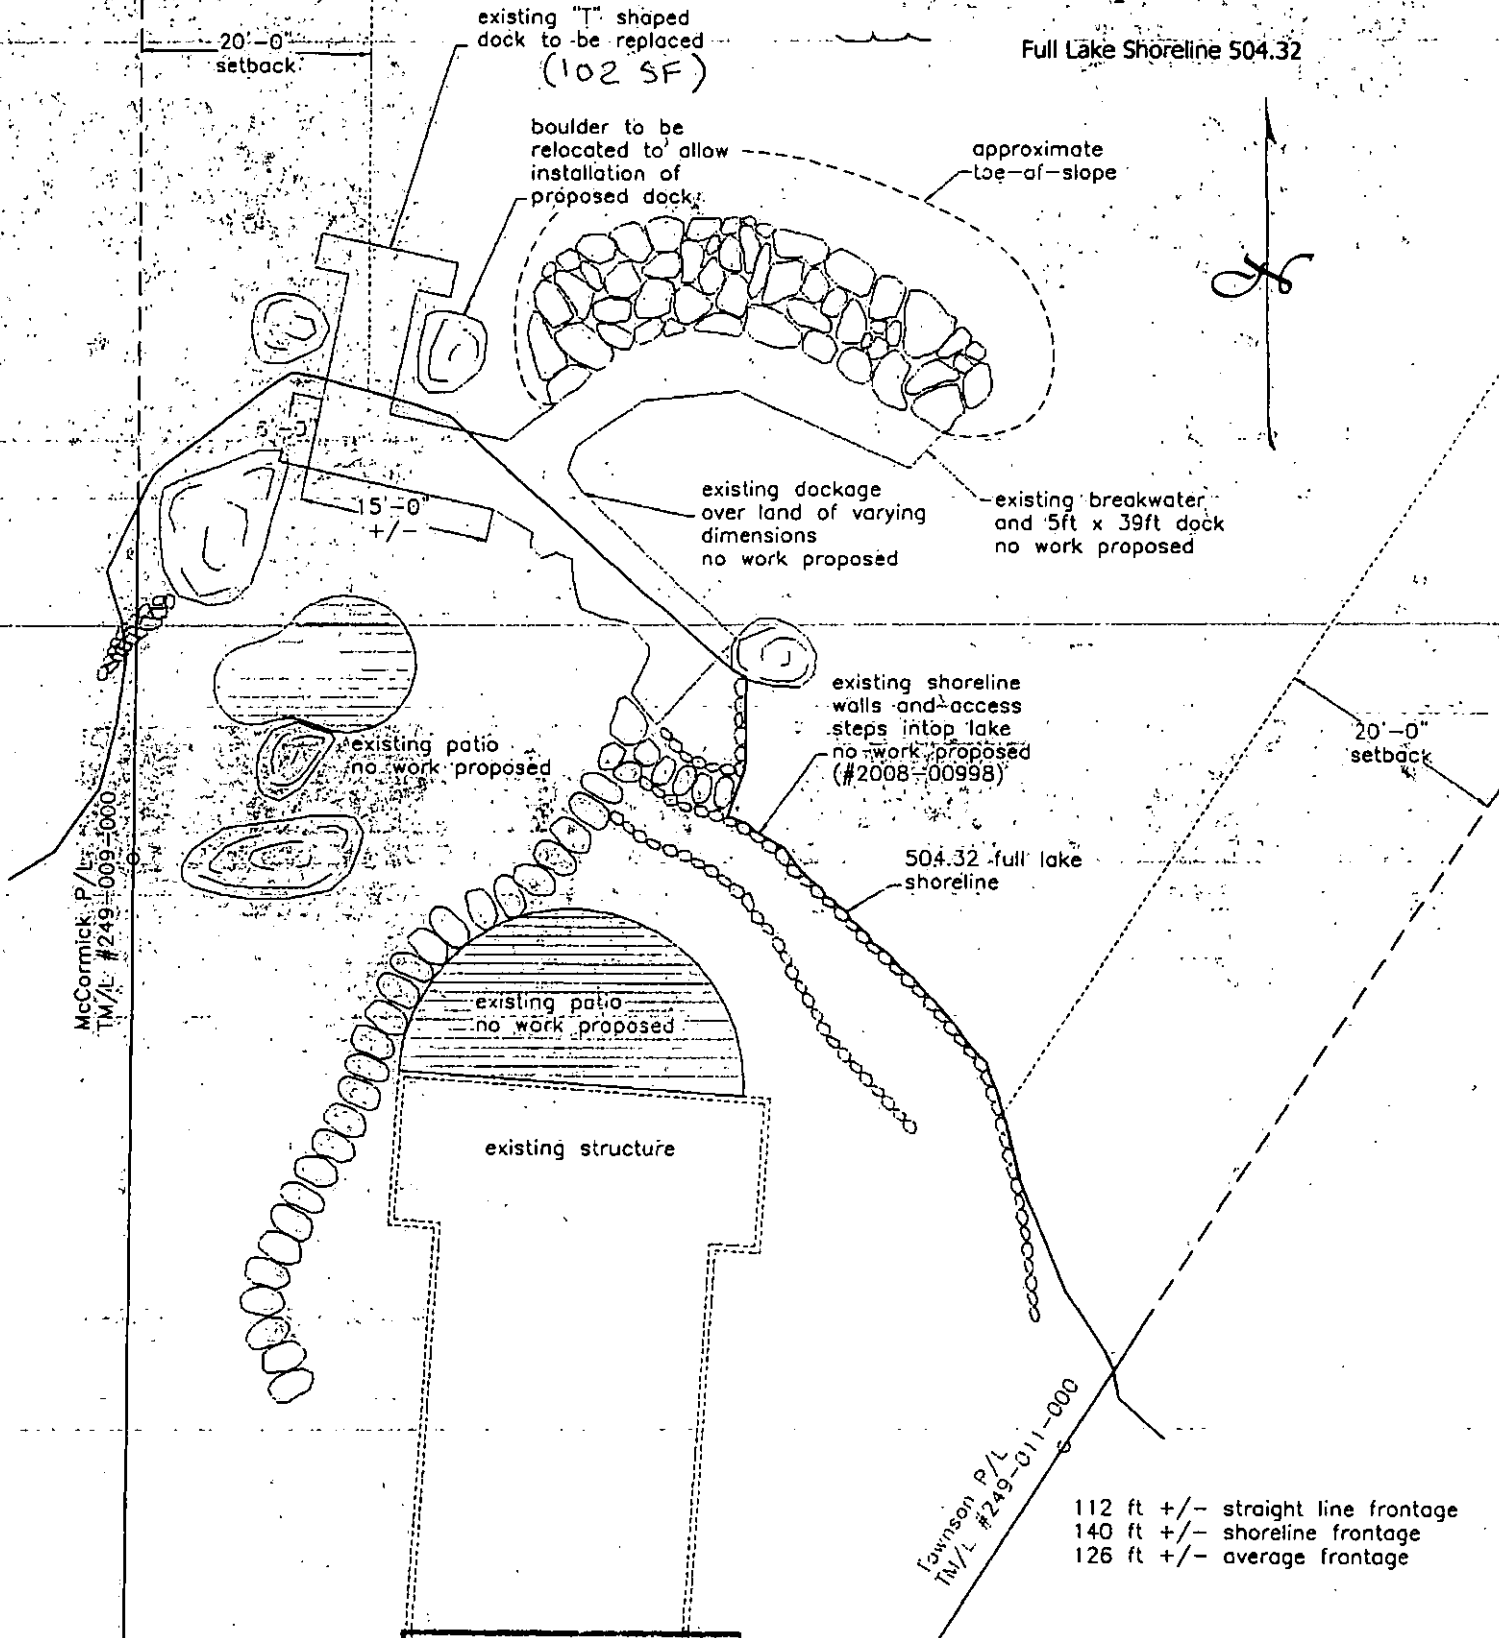 existing "T" shaped
dock to be replaced
(102 SF)
20'-0"
setback
Full Lake Shoreline 504.32
boulder to be
relocated to allow
installation of
proposed dock
approximate
toe-of-slope
N
15'-0"
+/-
existing dockage
over land of varying
dimensions
no work proposed
existing breakwater
and 5ft x 39ft dock
no work proposed
existing shoreline
walls and access
steps intop lake
no work proposed
(#2008-00998)
20'-0"
setback
existing patio
no work proposed
504.32 full lake
shoreline
McCormick P/L
TM/L #249-009-000
existing patio
no work proposed
existing structure
Townson P/L
TM/L #249-011-000
112 ft +/- straight line frontage
140 ft +/- shoreline frontage
126 ft +/- average frontage